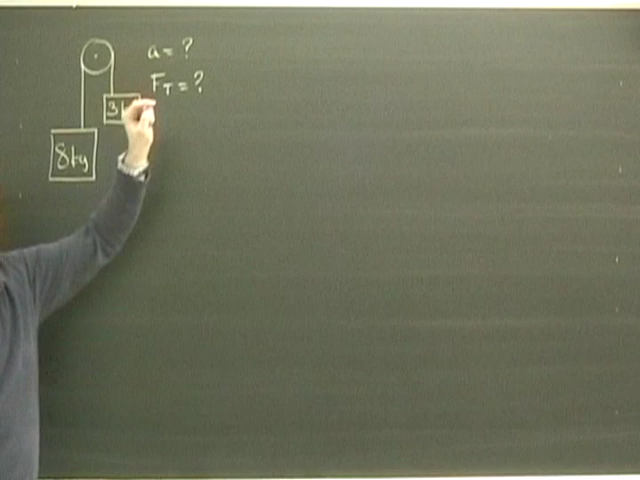 a = ?
F_T = ?
8kg